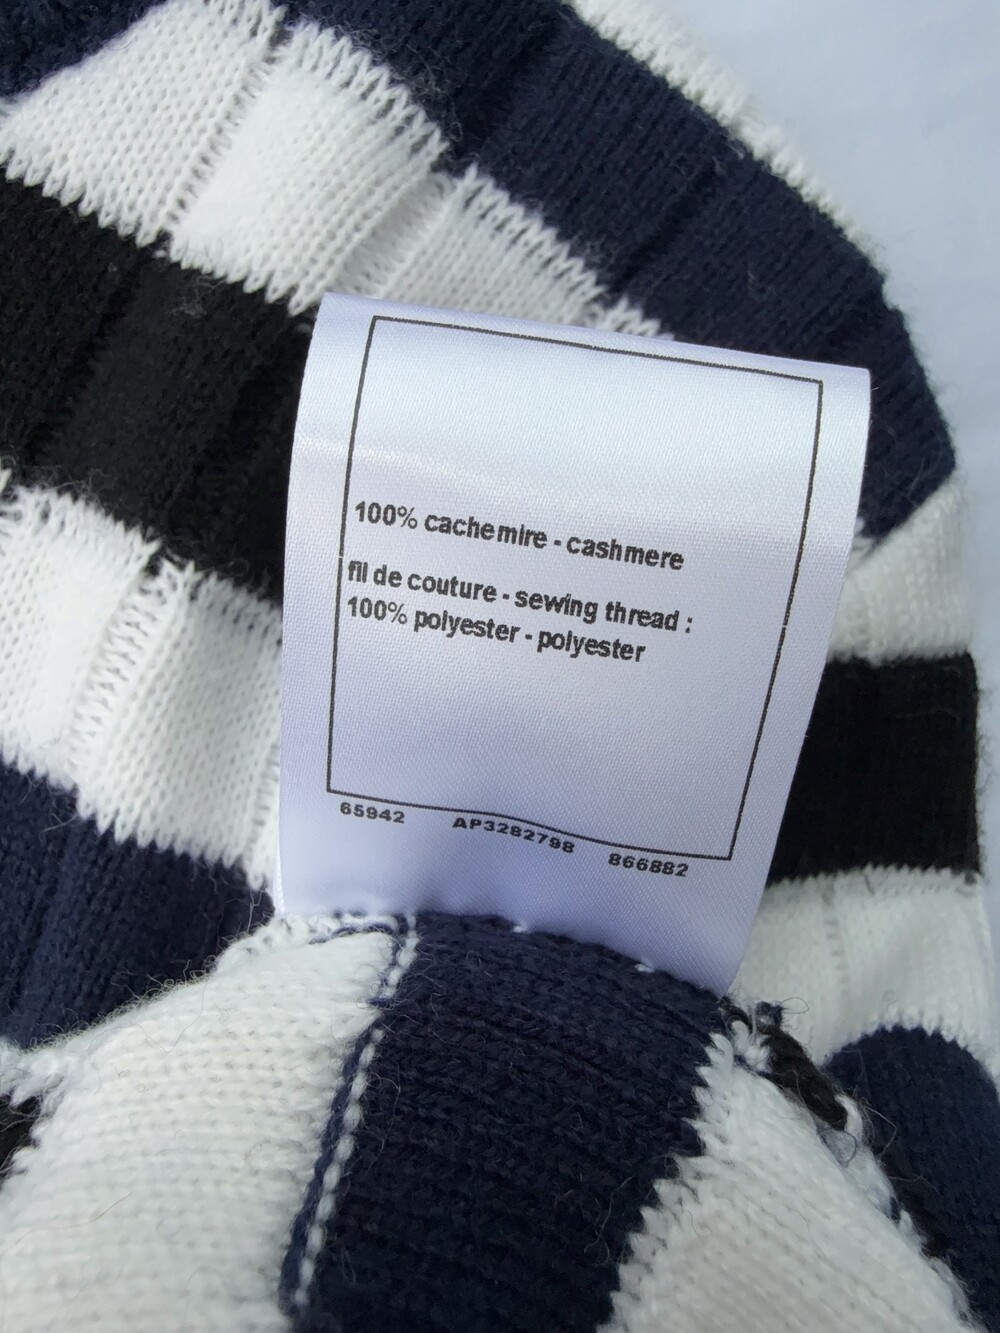 100% cachemire - cashmere
fil de couture - sewing thread :
100% polyester - polyester
65942 AP3282798 866882